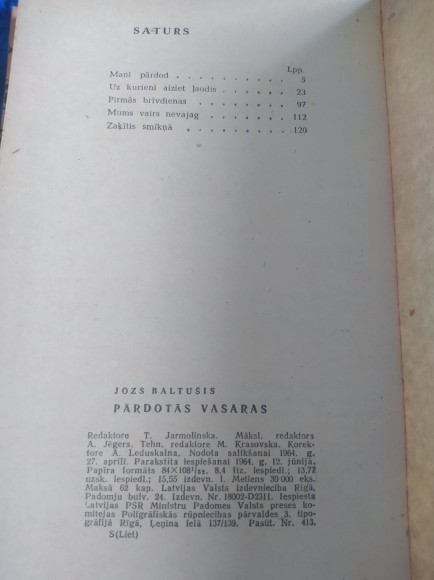 SATURS
Lpp.
Mani pārdod . . . . . . . . . . 5
Uz kurieni aiziet ļaudis . . . . . . 23
Pirmās brīvdienas . . . . . . . . 97
Mums vairs nevajag . . . . . . . 112
Zaķītis smilkņā . . . . . . . . 120
JOZS BALTUŠIS
PĀRDOTĀS VASARAS
Redaktore T. Jarmolinska. Māksl. redaktors
A. Jēgers. Tehn. redaktore M. Krasovska. Korek-
tore A. Leduskalna. Nodota salikšanai 1964. g.
27. aprīlī. Parakstīta iespiešanai 1964. g. 12. jūnijā.
Papīra formāts 84×108¹/₃₂. 8,4 fiz. iespiedl.; 13,72
uzsk. iespiedl.; 15,55 izdevn. l. Metiens 30 000 eks.
Maksā 62 kap. Latvijas Valsts izdevniecība Rīgā,
Padomju bulv. 24. Izdevn. Nr. 18002-D2311. Iespiesta
Latvijas PSR Ministru Padomes Valsts preses ko-
mitejas Poligrāfiskās rūpniecības pārvaldes 3. tipo-
grāfijā Rīgā, Ļeņina ielā 137/139. Pasūt. Nr. 413.
S(Liet)